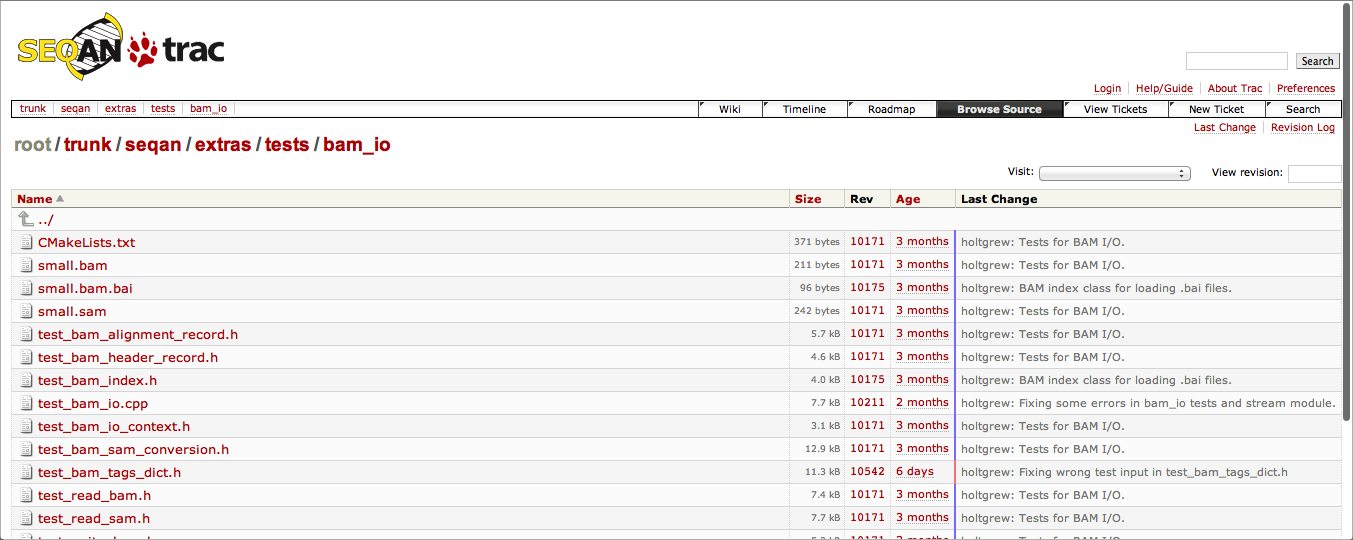 SEQAN trac
Search
Login Help/Guide About Trac Preferences
trunk seqan extras tests bam_io Wiki Timeline Roadmap Browse Source View Tickets New Ticket Search
Last Change Revision Log
root/trunk/seqan/extras/tests/bam_io
Visit: View revision:
Name Size Rev Age Last Change
../
CMakeLists.txt 371 bytes 10171 3 months holtgrew: Tests for BAM I/O.
small.bam 211 bytes 10171 3 months holtgrew: Tests for BAM I/O.
small.bam.bai 96 bytes 10175 3 months holtgrew: BAM index class for loading .bai files.
small.sam 242 bytes 10171 3 months holtgrew: Tests for BAM I/O.
test_bam_alignment_record.h 5.7 kB 10171 3 months holtgrew: Tests for BAM I/O.
test_bam_header_record.h 4.6 kB 10171 3 months holtgrew: Tests for BAM I/O.
test_bam_index.h 4.0 kB 10175 3 months holtgrew: BAM index class for loading .bai files.
test_bam_io.cpp 7.7 kB 10211 2 months holtgrew: Fixing some errors in bam_io tests and stream module.
test_bam_io_context.h 3.1 kB 10171 3 months holtgrew: Tests for BAM I/O.
test_bam_sam_conversion.h 12.9 kB 10171 3 months holtgrew: Tests for BAM I/O.
test_bam_tags_dict.h 11.3 kB 10542 6 days holtgrew: Fixing wrong test input in test_bam_tags_dict.h
test_read_bam.h 7.4 kB 10171 3 months holtgrew: Tests for BAM I/O.
test_read_sam.h 7.7 kB 10171 3 months holtgrew: Tests for BAM I/O.